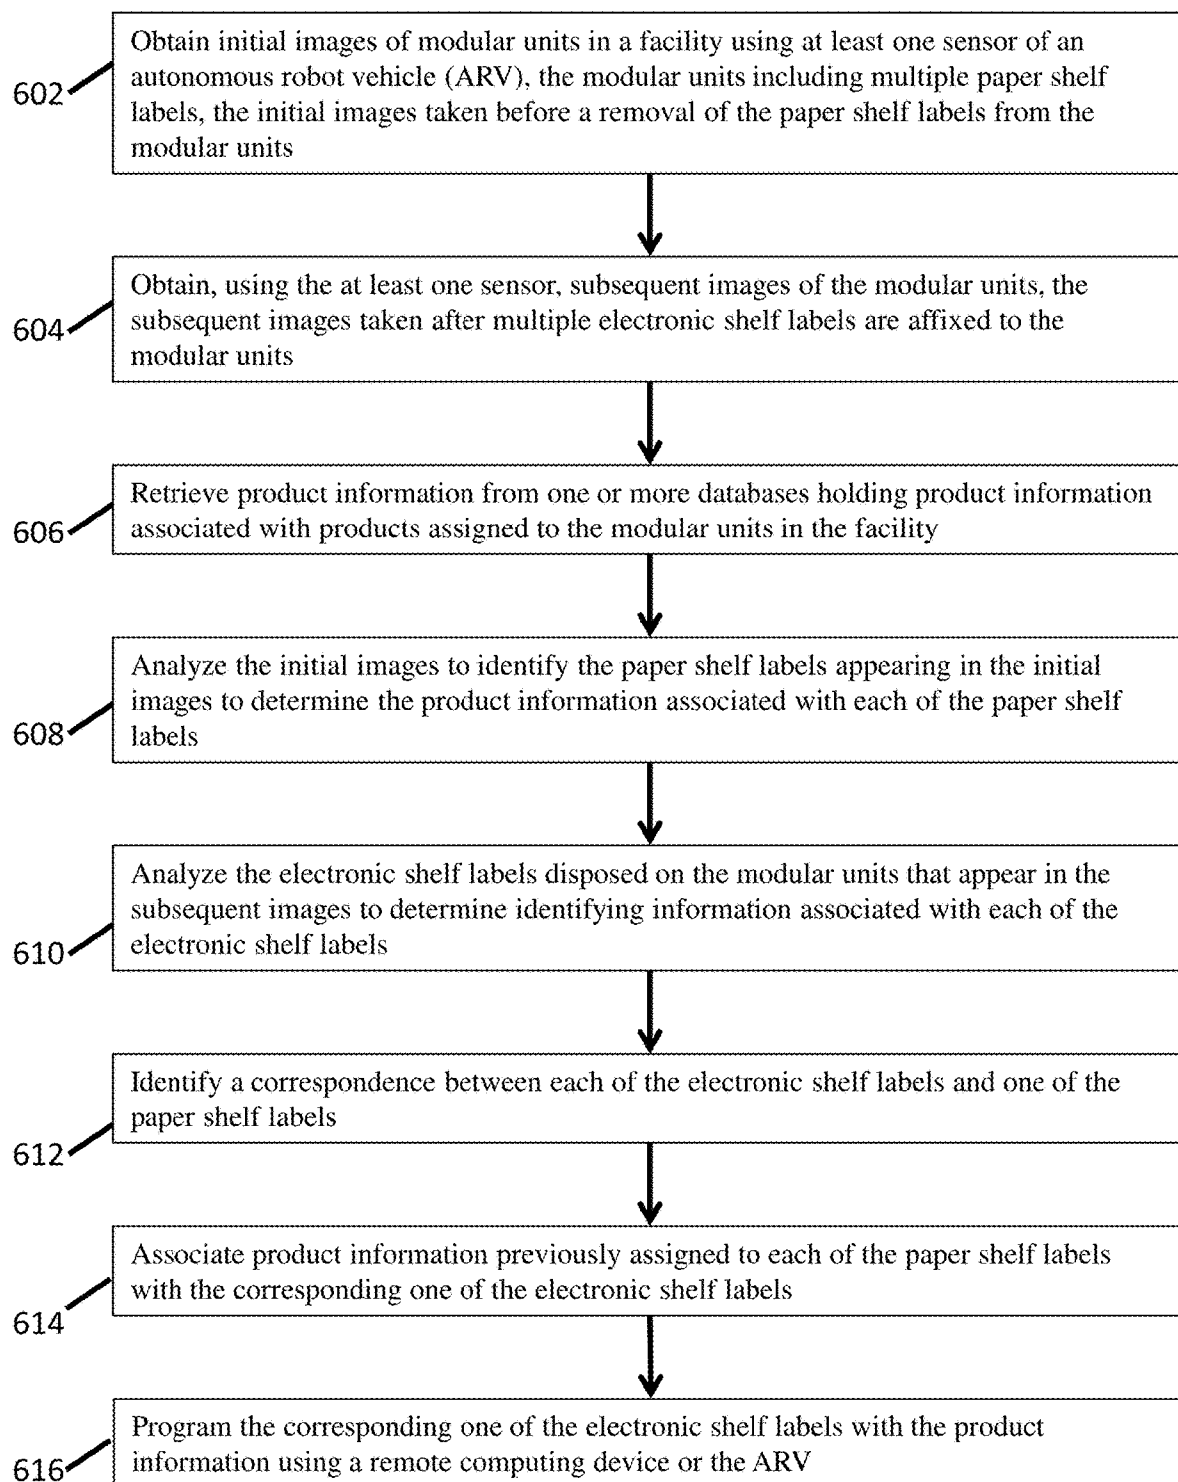 602
Obtain initial images of modular units in a facility using at least one sensor of an
autonomous robot vehicle (ARV), the modular units including multiple paper shelf
labels, the initial images taken before a removal of the paper shelf labels from the
modular units
604
Obtain, using the at least one sensor, subsequent images of the modular units, the
subsequent images taken after multiple electronic shelf labels are affixed to the
modular units
606
Retrieve product information from one or more databases holding product information
associated with products assigned to the modular units in the facility
608
Analyze the initial images to identify the paper shelf labels appearing in the initial
images to determine the product information associated with each of the paper shelf
labels
610
Analyze the electronic shelf labels disposed on the modular units that appear in the
subsequent images to determine identifying information associated with each of the
electronic shelf labels
612
Identify a correspondence between each of the electronic shelf labels and one of the
paper shelf labels
614
Associate product information previously assigned to each of the paper shelf labels
with the corresponding one of the electronic shelf labels
616
Program the corresponding one of the electronic shelf labels with the product
information using a remote computing device or the ARV